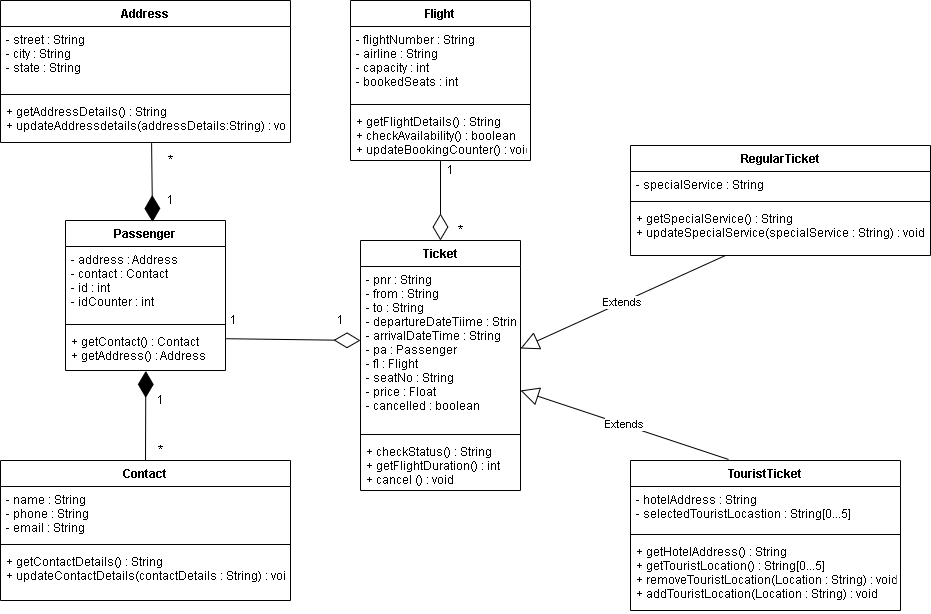 Address
- street : String
- city : String
- state : String
+ getAddressDetails() : String
+ updateAddressdetails(addressDetails:String) : vo
*
1
Flight
- flightNumber : String
- airline : String
- capacity : int
- bookedSeats : int
+ getFlightDetails() : String
+ checkAvailability() : boolean
+ updateBookingCounter() : voi
1
*
Passenger
- address : Address
- contact : Contact
- id : int
- idCounter : int
+ getContact() : Contact
+ getAddress() : Address
1
1
1
*
Ticket
- pnr : String
- from : String
- to : String
- departureDateTiime : Strin
- arrivalDateTime : String
- pa : Passenger
- fl : Flight
- seatNo : String
- price : Float
- cancelled : boolean
+ checkStatus() : String
+ getFlightDuration() : int
+ cancel () : void
RegularTicket
- specialService : String
+ getSpecialService() : String
+ updateSpecialService(specialService : String) : void
Extends
Extends
Contact
- name : String
- phone : String
- email : String
+ getContactDetails() : String
+ updateContactDetails(contactDetails : String) : voi
TouristTicket
- hotelAddress : String
- selectedTouristLocastion : String[0...5]
+ getHotelAddress() : String
+ getTouristLocation() : String[0...5]
+ removeTouristLocation(Location : String) : void
+ addTouristLocation(Location : String) : void